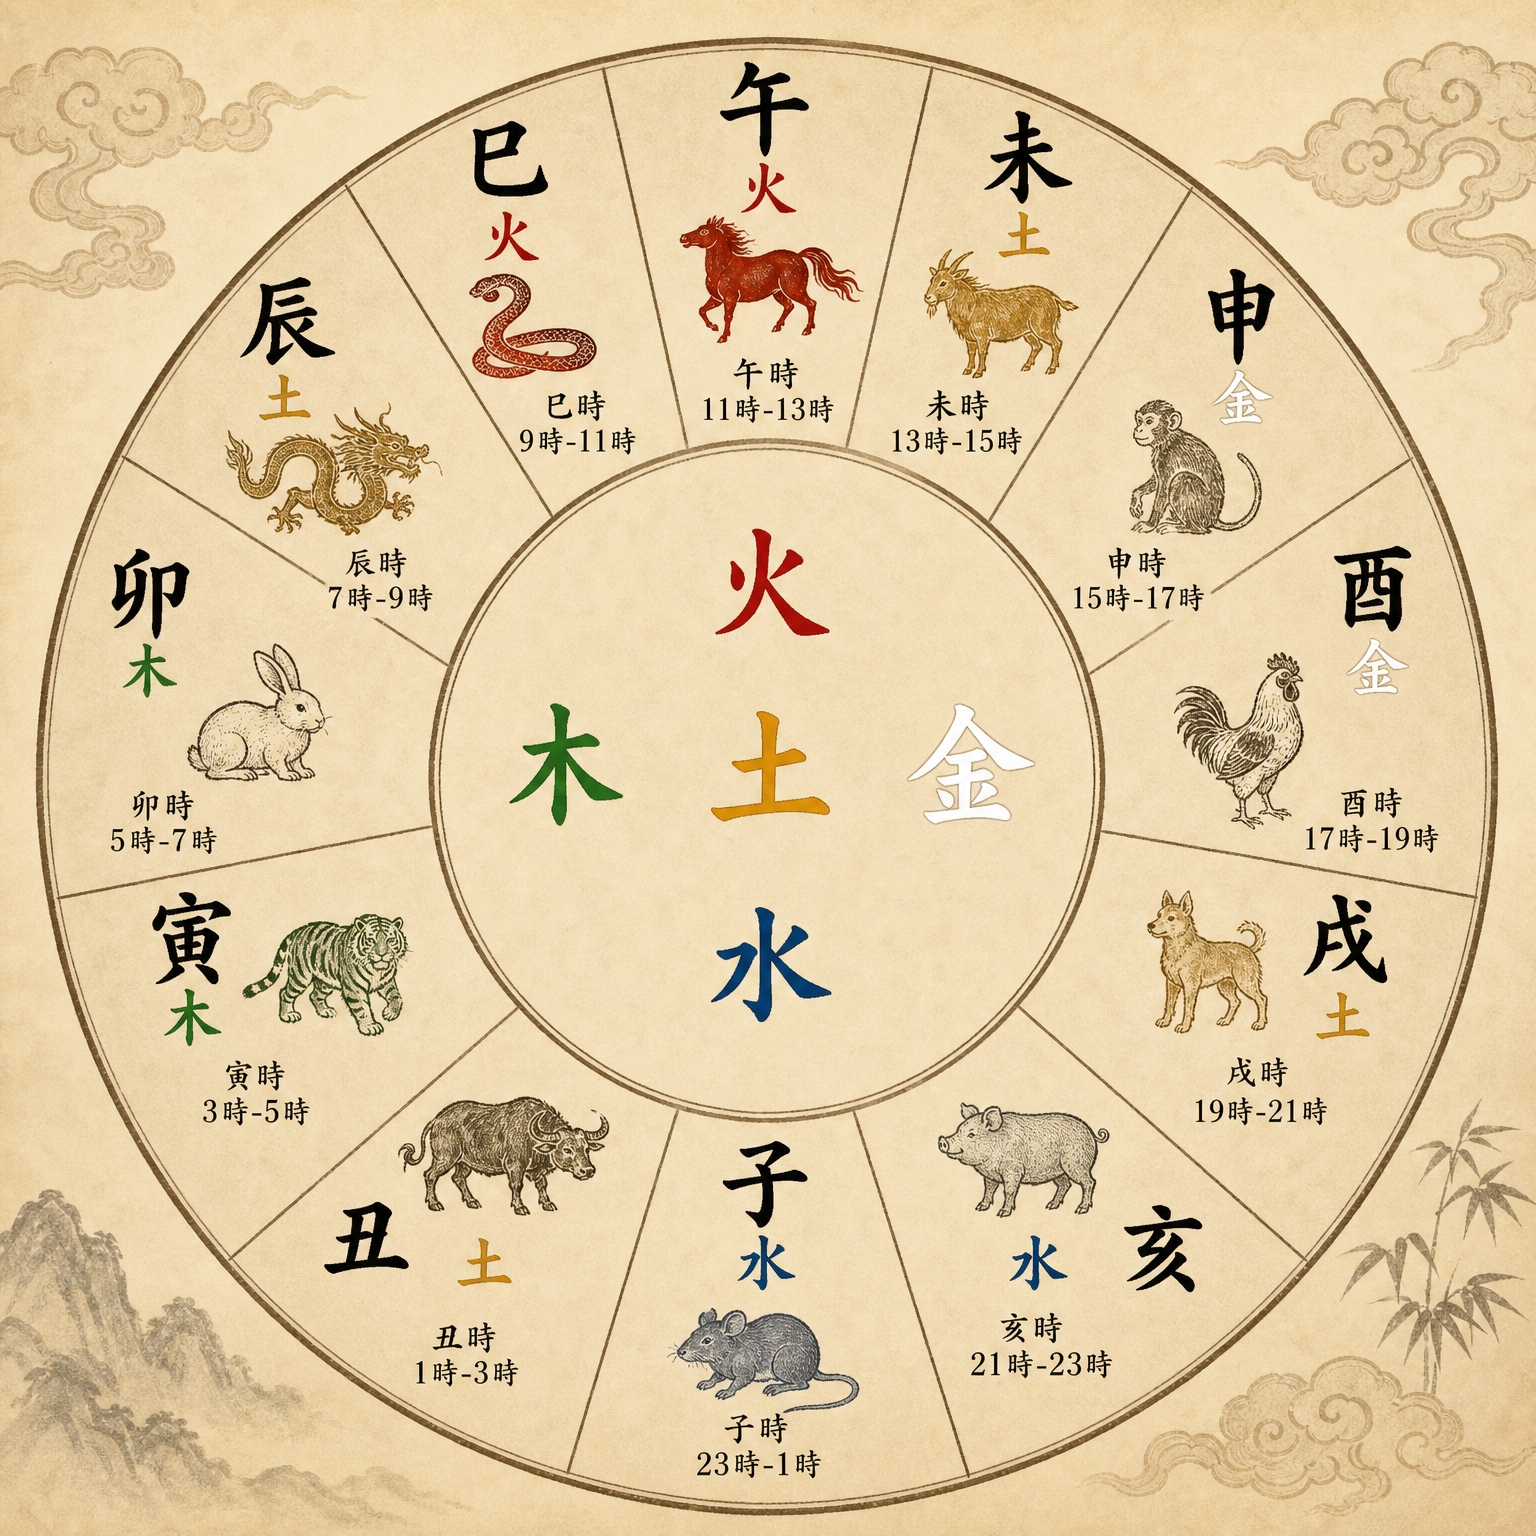 午
火
午時
11時-13時
未
土
未時
13時-15時
申
金
申時
15時-17時
酉
金
酉時
17時-19時
戌
土
戌時
19時-21時
亥
水
亥時
21時-23時
子
水
子時
23時-1時
丑
土
丑時
1時-3時
寅
木
寅時
3時-5時
卯
木
卯時
5時-7時
辰
土
辰時
7時-9時
巳
火
巳時
9時-11時
火
木 土 金
水